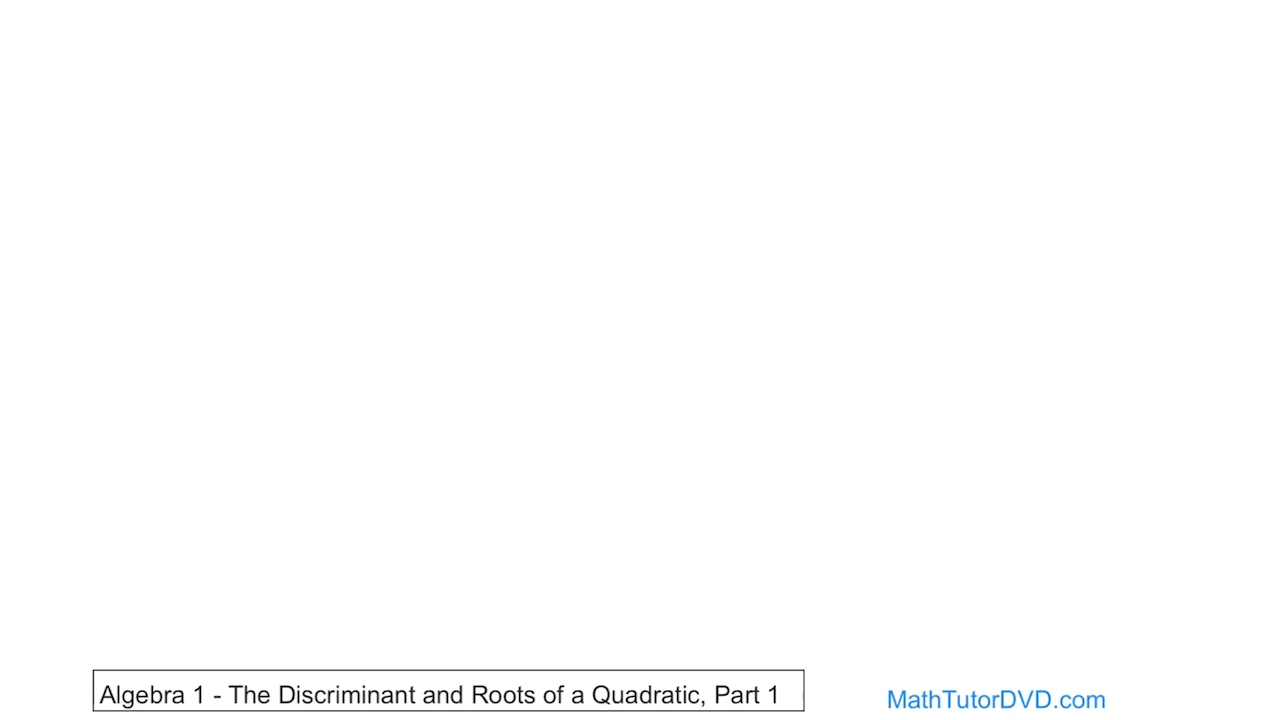 Algebra 1 - The Discriminant and Roots of a Quadratic, Part 1
MathTutorDVD.com